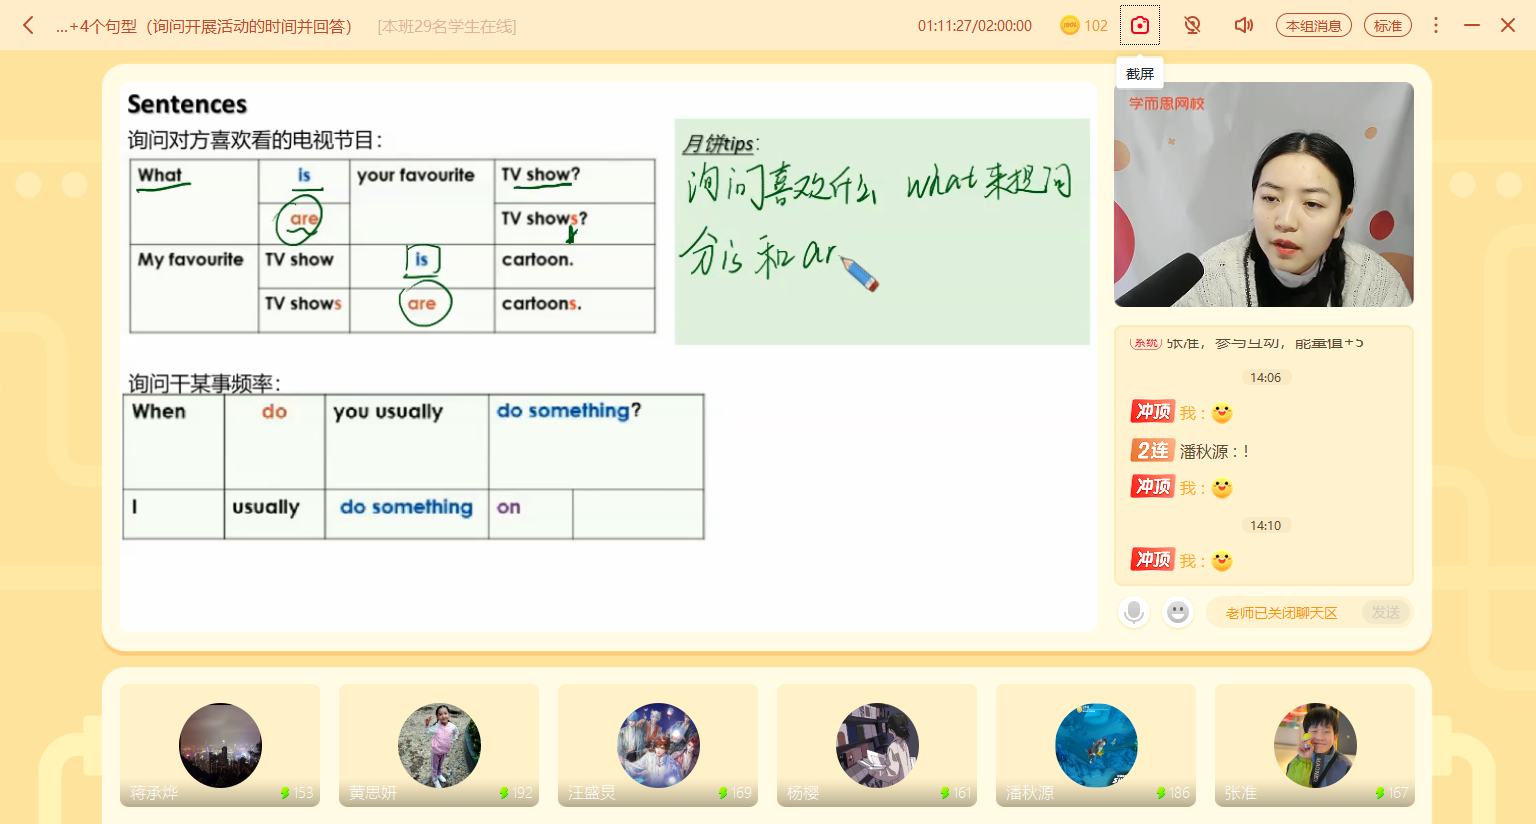 ...+4个句型（询问开展活动的时间并回答） [本班29名学生在线] 01:11:27/02:00:00 102 本组消息 标准
截屏
学而思网校
Sentences
询问对方喜欢看的电视节目：
What is your favourite TV show?
are TV shows?
My favourite TV show is cartoon.
TV shows are cartoons.
月饼tips：
询问喜欢什么 what来提问
分is和ar
询问干某事频率：
When do you usually do something?
I usually do something on
系统 张准，参与互动，能量值+5
14:06
冲顶 我：
2连 潘秋源：！
冲顶 我：
14:10
冲顶 我：
老师已关闭聊天区 发送
蒋承烨 153 黄思妍 192 汪盛炅 169 杨樱 161 潘秋源 186 张准 167